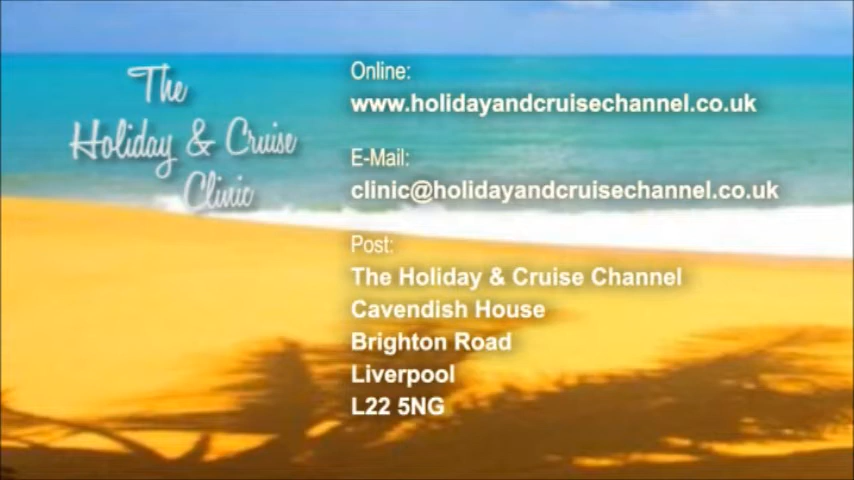 The
Holiday & Cruise
Clinic
Online:
www.holidayandcruisechannel.co.uk
E-Mail:
clinic@holidayandcruisechannel.co.uk
Post:
The Holiday & Cruise Channel
Cavendish House
Brighton Road
Liverpool
L22 5NG